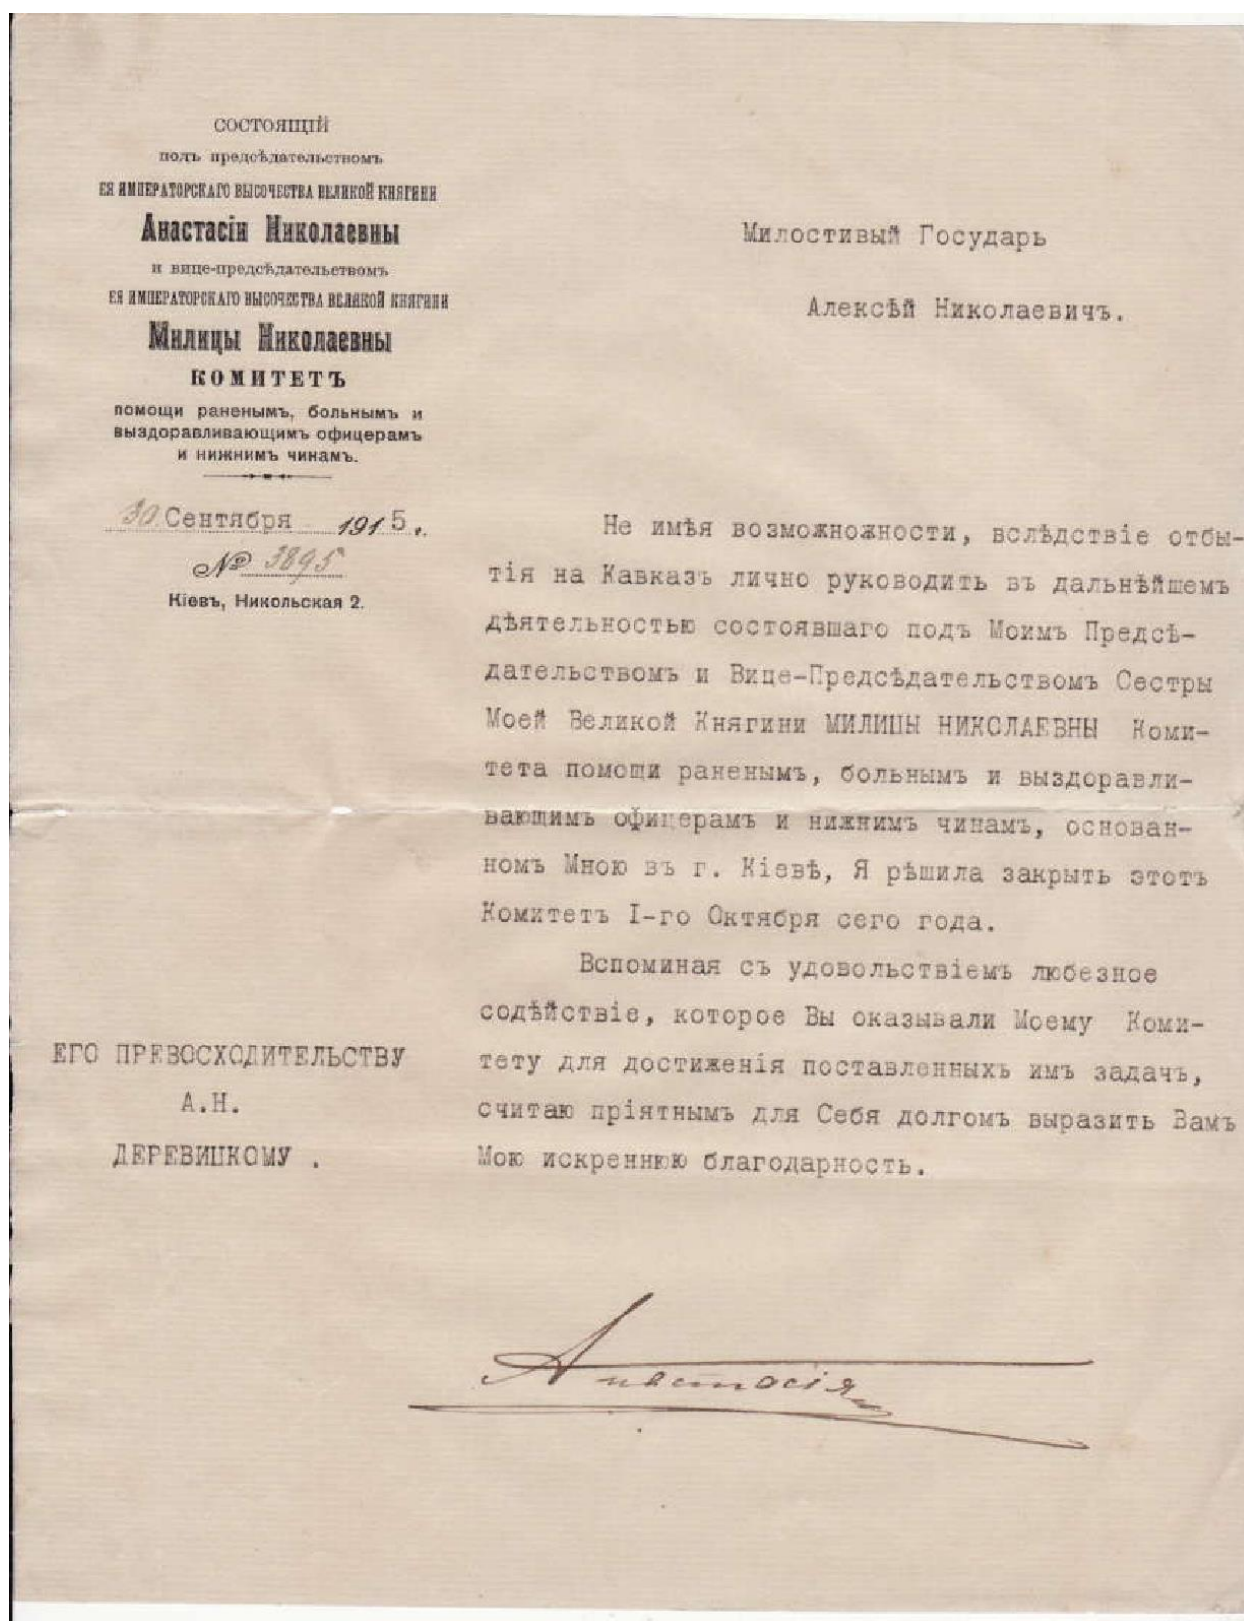 СОСТОЯЩІЙ
подъ предсѣдательствомъ
ЕЯ ИМПЕРАТОРСКАГО ВЫСОЧЕСТВА ВЕЛИКОЙ КНЯГИНИ
Анастасіи Николаевны
и вице-предсѣдательствомъ
ЕЯ ИМПЕРАТОРСКАГО ВЫСОЧЕСТВА ВЕЛИКОЙ КНЯГИНИ
Милицы Николаевны
КОМИТЕТЪ
помощи раненымъ, больнымъ и
выздоравливающимъ офицерамъ
и нижнимъ чинамъ.
30 Сентября 1915.
№ 3895
Кіевъ, Никольская 2.
Милостивый Государь
Алексѣй Николаевичъ.
Не имѣя возможножности, вслѣдствіе отбы-
тія на Кавказъ лично руководить въ дальнѣйшемъ
дѣятельностью состоявшаго подъ Моимъ Предсѣ-
дательствомъ и Вице-Предсѣдательствомъ Сестры
Моей Великой Княгини МИЛИЦЫ НИКОЛАЕВНЫ Коми-
тета помощи раненымъ, больнымъ и выздоравли-
вающимъ офицерамъ и нижнимъ чинамъ, основан-
номъ Мною въ г. Кіевѣ, Я рѣшила закрыть этотъ
Комитетъ I-го Октября сего года.
Вспоминая съ удовольствіемъ любезное
содѣйствіе, которое Вы оказывали Моему Коми-
тету для достиженія поставленныхъ имъ задачъ,
считаю пріятнымъ для Себя долгомъ выразить Вамъ
Мою искреннюю благодарность.
ЕГО ПРЕВОСХОДИТЕЛЬСТВУ
А.Н.
ДЕРЕВИЦКОМУ .
Анастасія